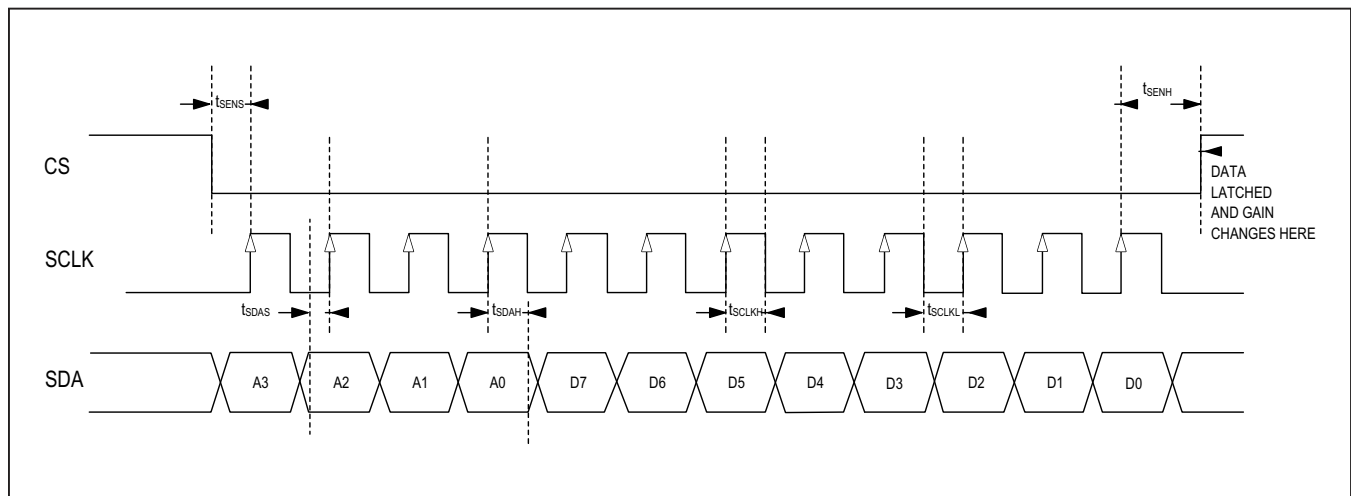 tSENS
tSENH
CS
DATA
LATCHED
AND GAIN
CHANGES HERE
SCLK
tSDAS
tSDAH
tSCLKH
tSCLKL
SDA
A3
A2
A1
A0
D7
D6
D5
D4
D3
D2
D1
D0